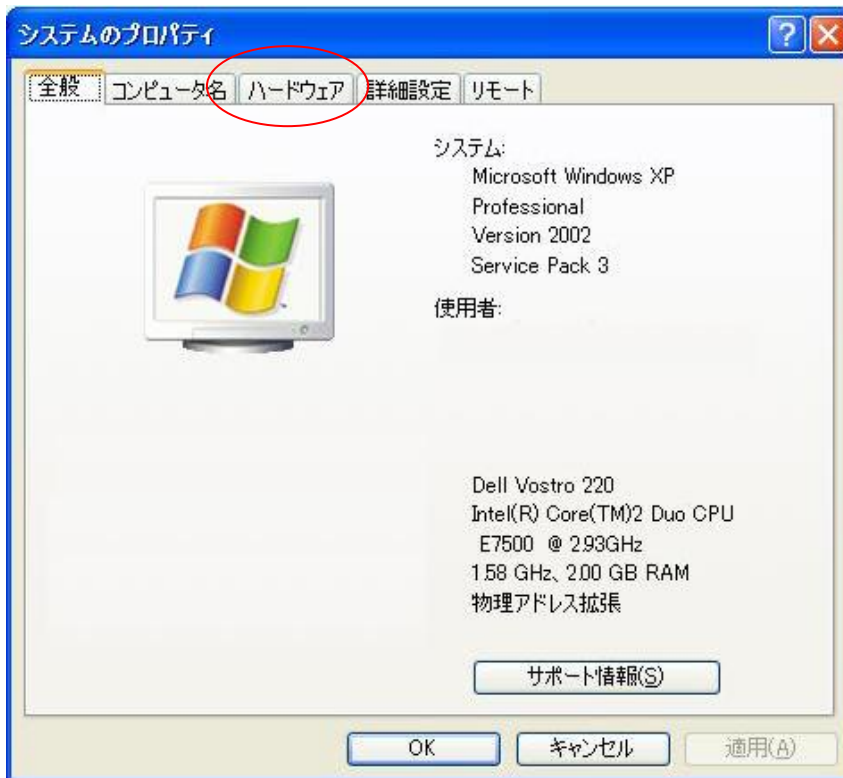 システムのプロパティ
全般 コンピュータ名 ハードウェア 詳細設定 リモート
システム:
Microsoft Windows XP
Professional
Version 2002
Service Pack 3
使用者:
Dell Vostro 220
Intel(R) Core(TM)2 Duo CPU
E7500 @ 2.93GHz
1.58 GHz、2.00 GB RAM
物理アドレス拡張
サポート情報(S)
OK キャンセル 適用(A)